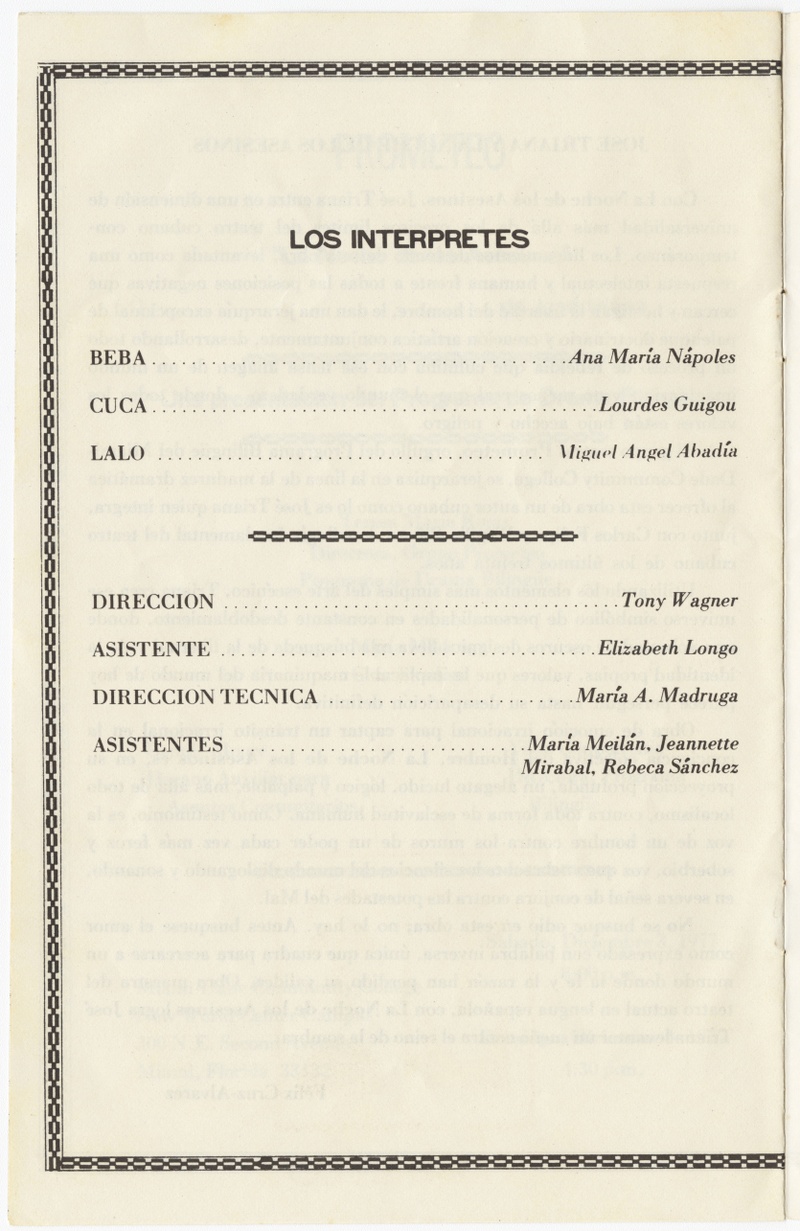 LOS INTERPRETES
BEBA ........................................ Ana María Nápoles
CUCA ........................................ Lourdes Guigou
LALO ................................... Miguel Angel Abadía
DIRECCION ..................................... Tony Wagner
ASISTENTE ................................... Elizabeth Longo
DIRECCION TECNICA ....................... María A. Madruga
ASISTENTES ........................... María Meilán, Jeannette
Mirabal, Rebeca Sánchez